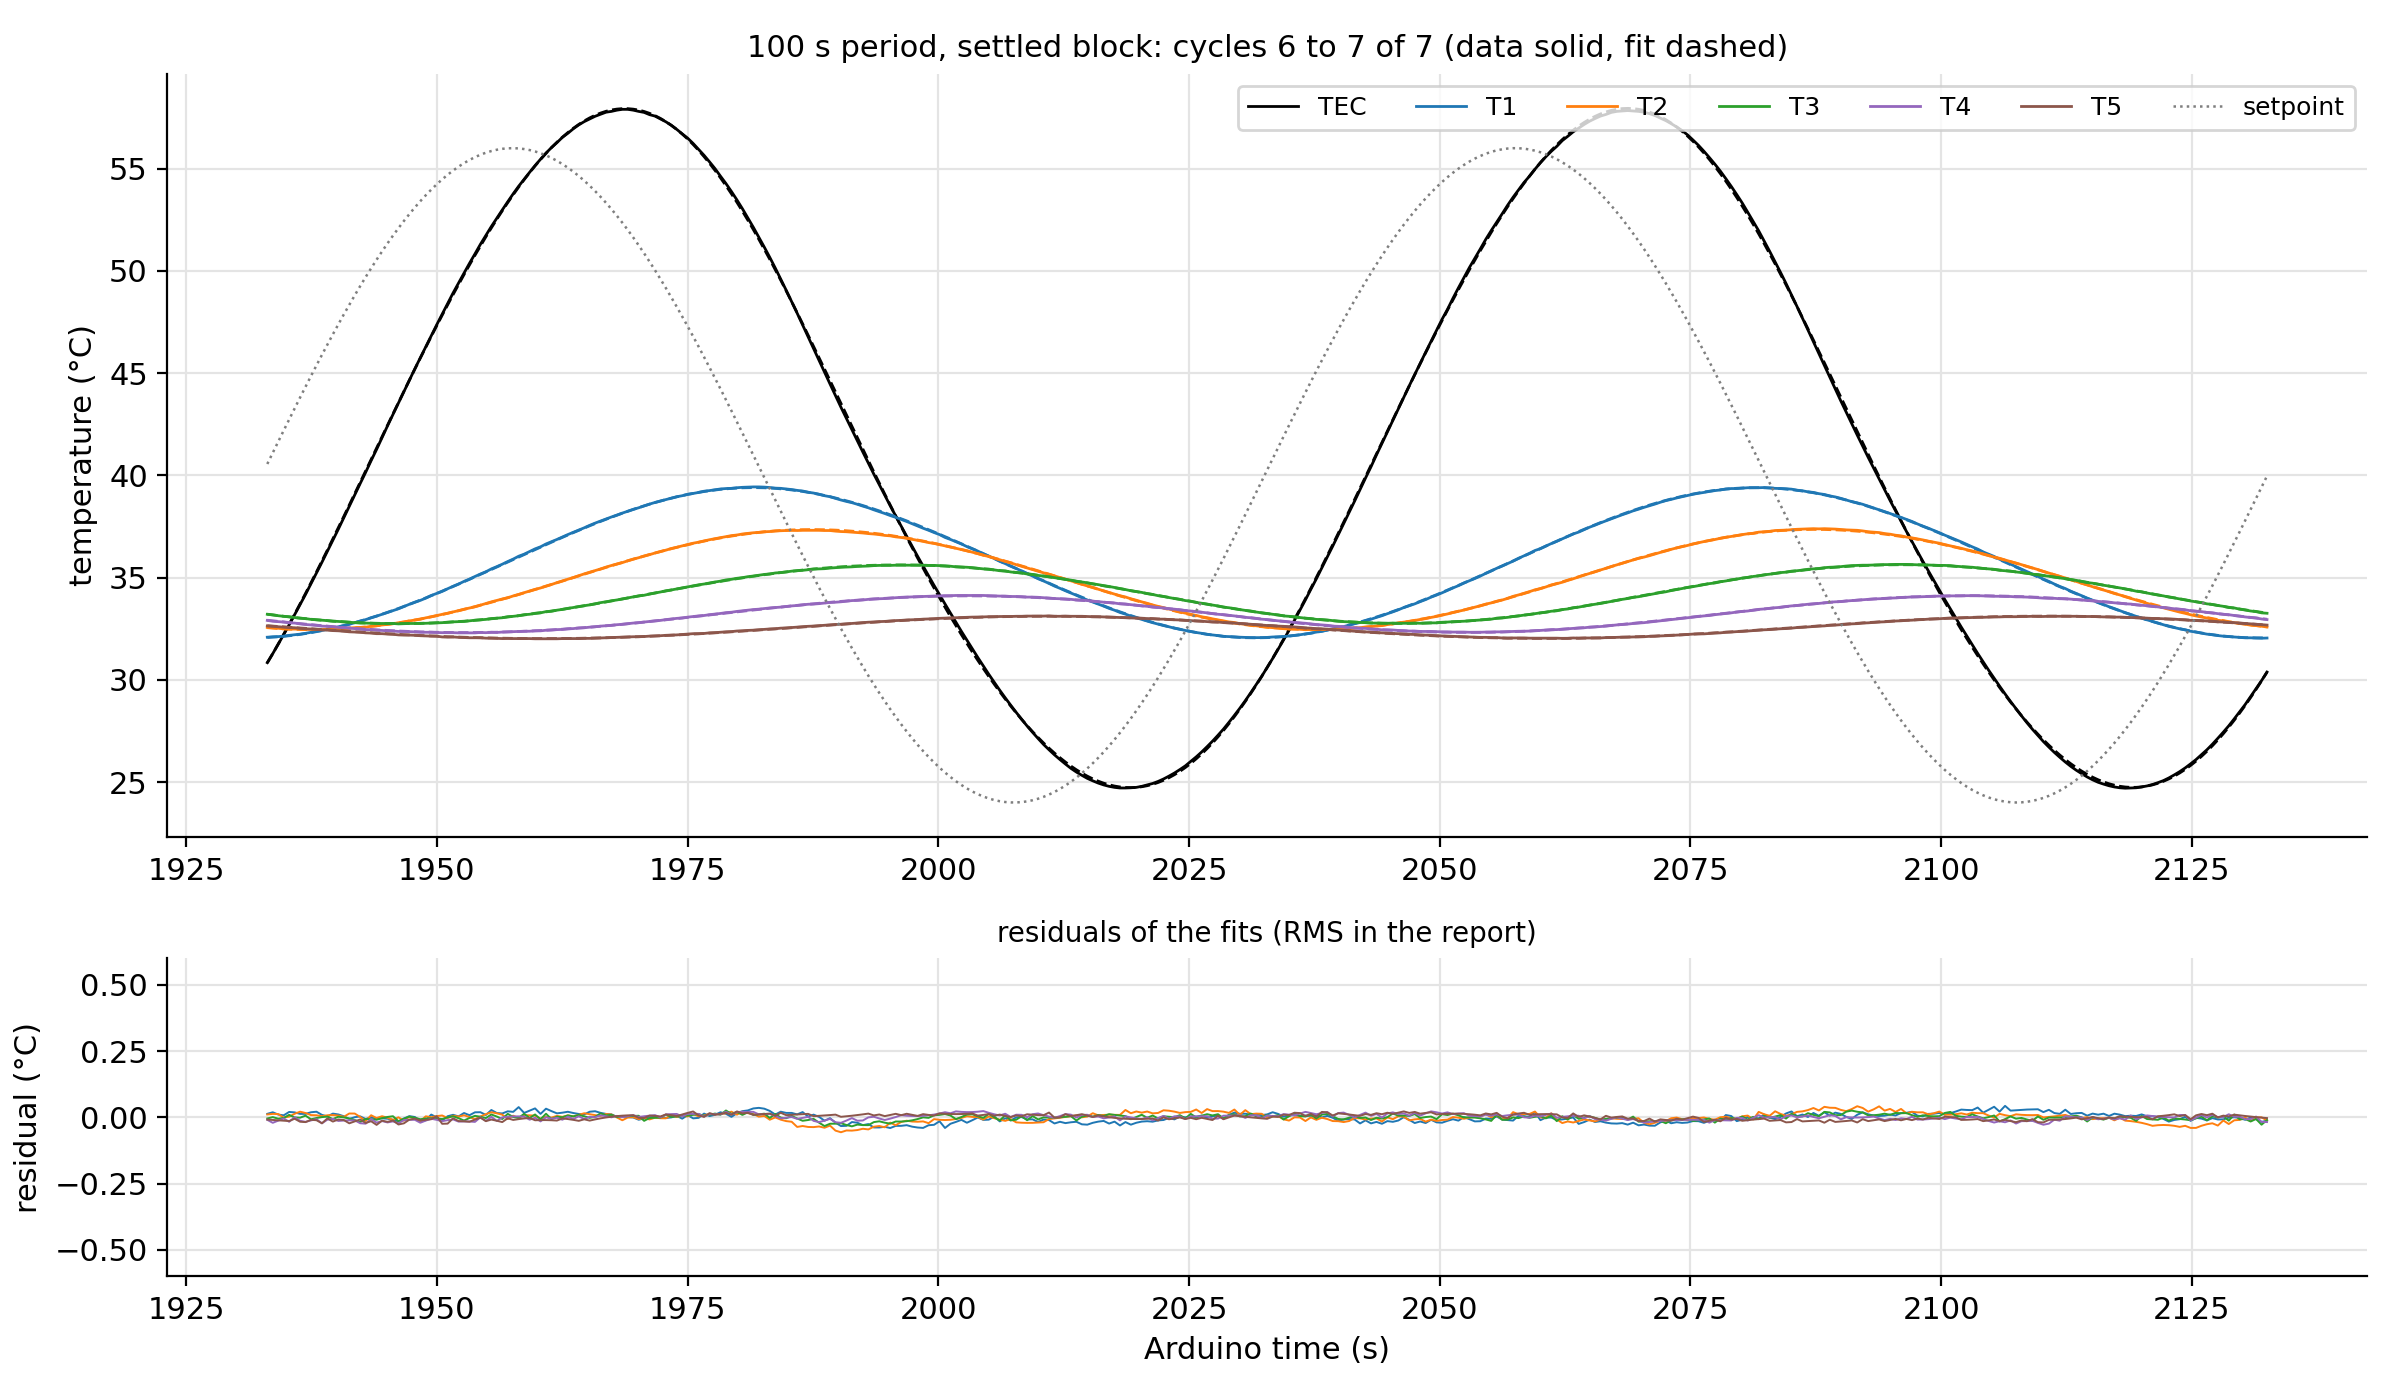 100 s period, settled block: cycles 6 to 7 of 7 (data solid, fit dashed)
TEC T1 T2 T3 T4 T5 setpoint
temperature (°C)
55
50
45
40
35
30
25
1925 1950 1975 2000 2025 2050 2075 2100 2125
residuals of the fits (RMS in the report)
residual (°C)
0.50
0.25
0.00
−0.25
−0.50
1925 1950 1975 2000 2025 2050 2075 2100 2125
Arduino time (s)